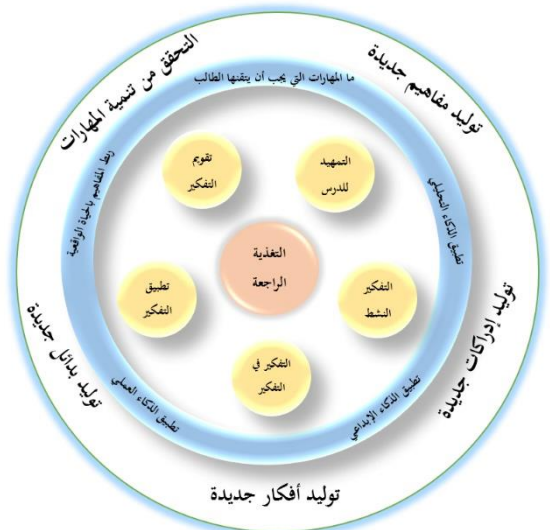 التحقق من تنمية المهارات
توليد مفاهيم جديدة
توليد إدراكات جديدة
توليد أفكار جديدة
توليد بدائل جديدة
ما المهارات التي يجب أن يتقنها الطالب
تطبيق الذكاء التحليلي
تطبيق الذكاء الإبداعي
تطبيق الذكاء العملي
ربط المفاهيم بالحياة الواقعية
التمهيد
للدرس
التفكير
النشط
التفكير في
التفكير
تطبيق
التفكير
تقويم
التفكير
التغذية
الراجعة